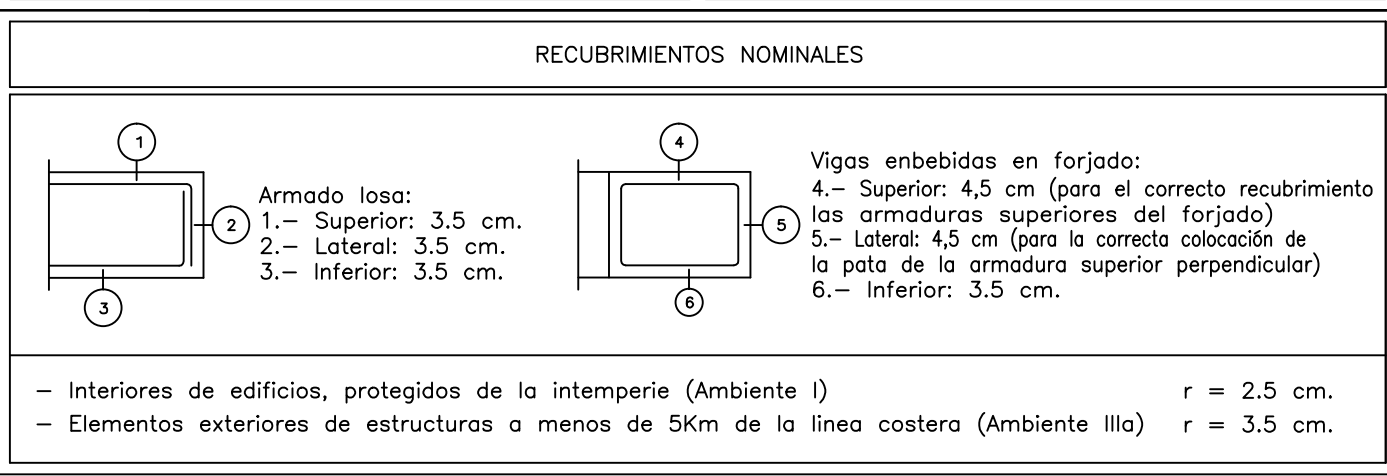 RECUBRIMIENTOS NOMINALES
1
2
3
Armado losa:
1.– Superior: 3.5 cm.
2.– Lateral: 3.5 cm.
3.– Inferior: 3.5 cm.
4
5
6
Vigas enbebidas en forjado:
4.– Superior: 4,5 cm (para el correcto recubrimiento
las armaduras superiores del forjado)
5.– Lateral: 4,5 cm (para la correcta colocación de
la pata de la armadura superior perpendicular)
6.– Inferior: 3.5 cm.
– Interiores de edificios, protegidos de la intemperie (Ambiente I) r = 2.5 cm.
– Elementos exteriores de estructuras a menos de 5Km de la linea costera (Ambiente IIIa) r = 3.5 cm.